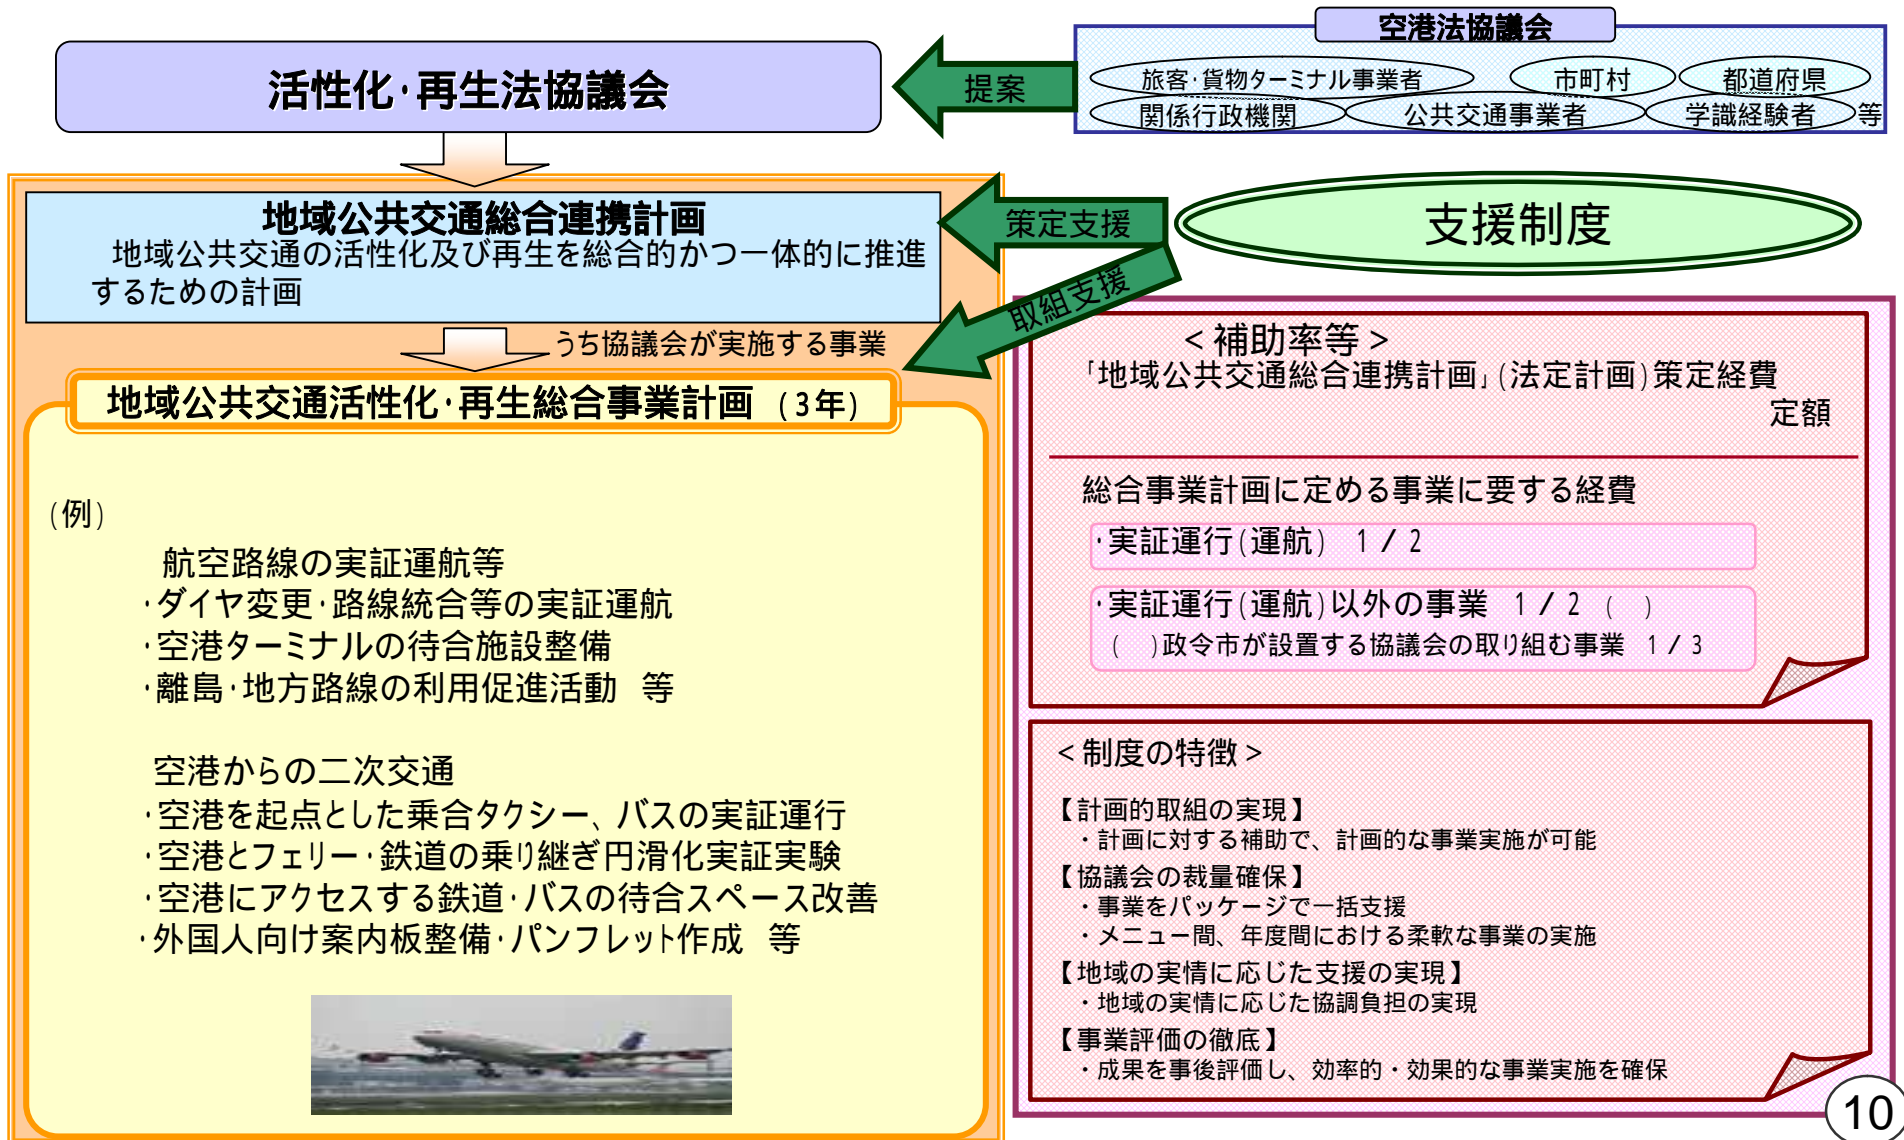 空港法協議会
旅客･貨物ターミナル事業者
市町村
都道府県
関係行政機関
公共交通事業者
学識経験者
等
提案
活性化･再生法協議会
地域公共交通総合連携計画
地域公共交通の活性化及び再生を総合的かつ一体的に推進
するための計画
策定支援
取組支援
支援制度
うち協議会が実施する事業
地域公共交通活性化･再生総合事業計画 (3年)
(例)
航空路線の実証運航等
･ダイヤ変更･路線統合等の実証運航
･空港ターミナルの待合施設整備
･離島･地方路線の利用促進活動 等
空港からの二次交通
･空港を起点とした乗合タクシー、バスの実証運行
･空港とフェリー･鉄道の乗り継ぎ円滑化実証実験
･空港にアクセスする鉄道･バスの待合スペース改善
･外国人向け案内板整備･パンフレット作成 等
<補助率等>
｢地域公共交通総合連携計画｣(法定計画)策定経費
定額
総合事業計画に定める事業に要する経費
･実証運行(運航) 1/2
･実証運行(運航)以外の事業 1/2 ( )
( )政令市が設置する協議会の取り組む事業 1/3
<制度の特徴>
【計画的取組の実現】
・計画に対する補助で、計画的な事業実施が可能
【協議会の裁量確保】
・事業をパッケージで一括支援
・メニュー間、年度間における柔軟な事業の実施
【地域の実情に応じた支援の実現】
・地域の実情に応じた協調負担の実現
【事業評価の徹底】
・成果を事後評価し、効率的・効果的な事業実施を確保
10